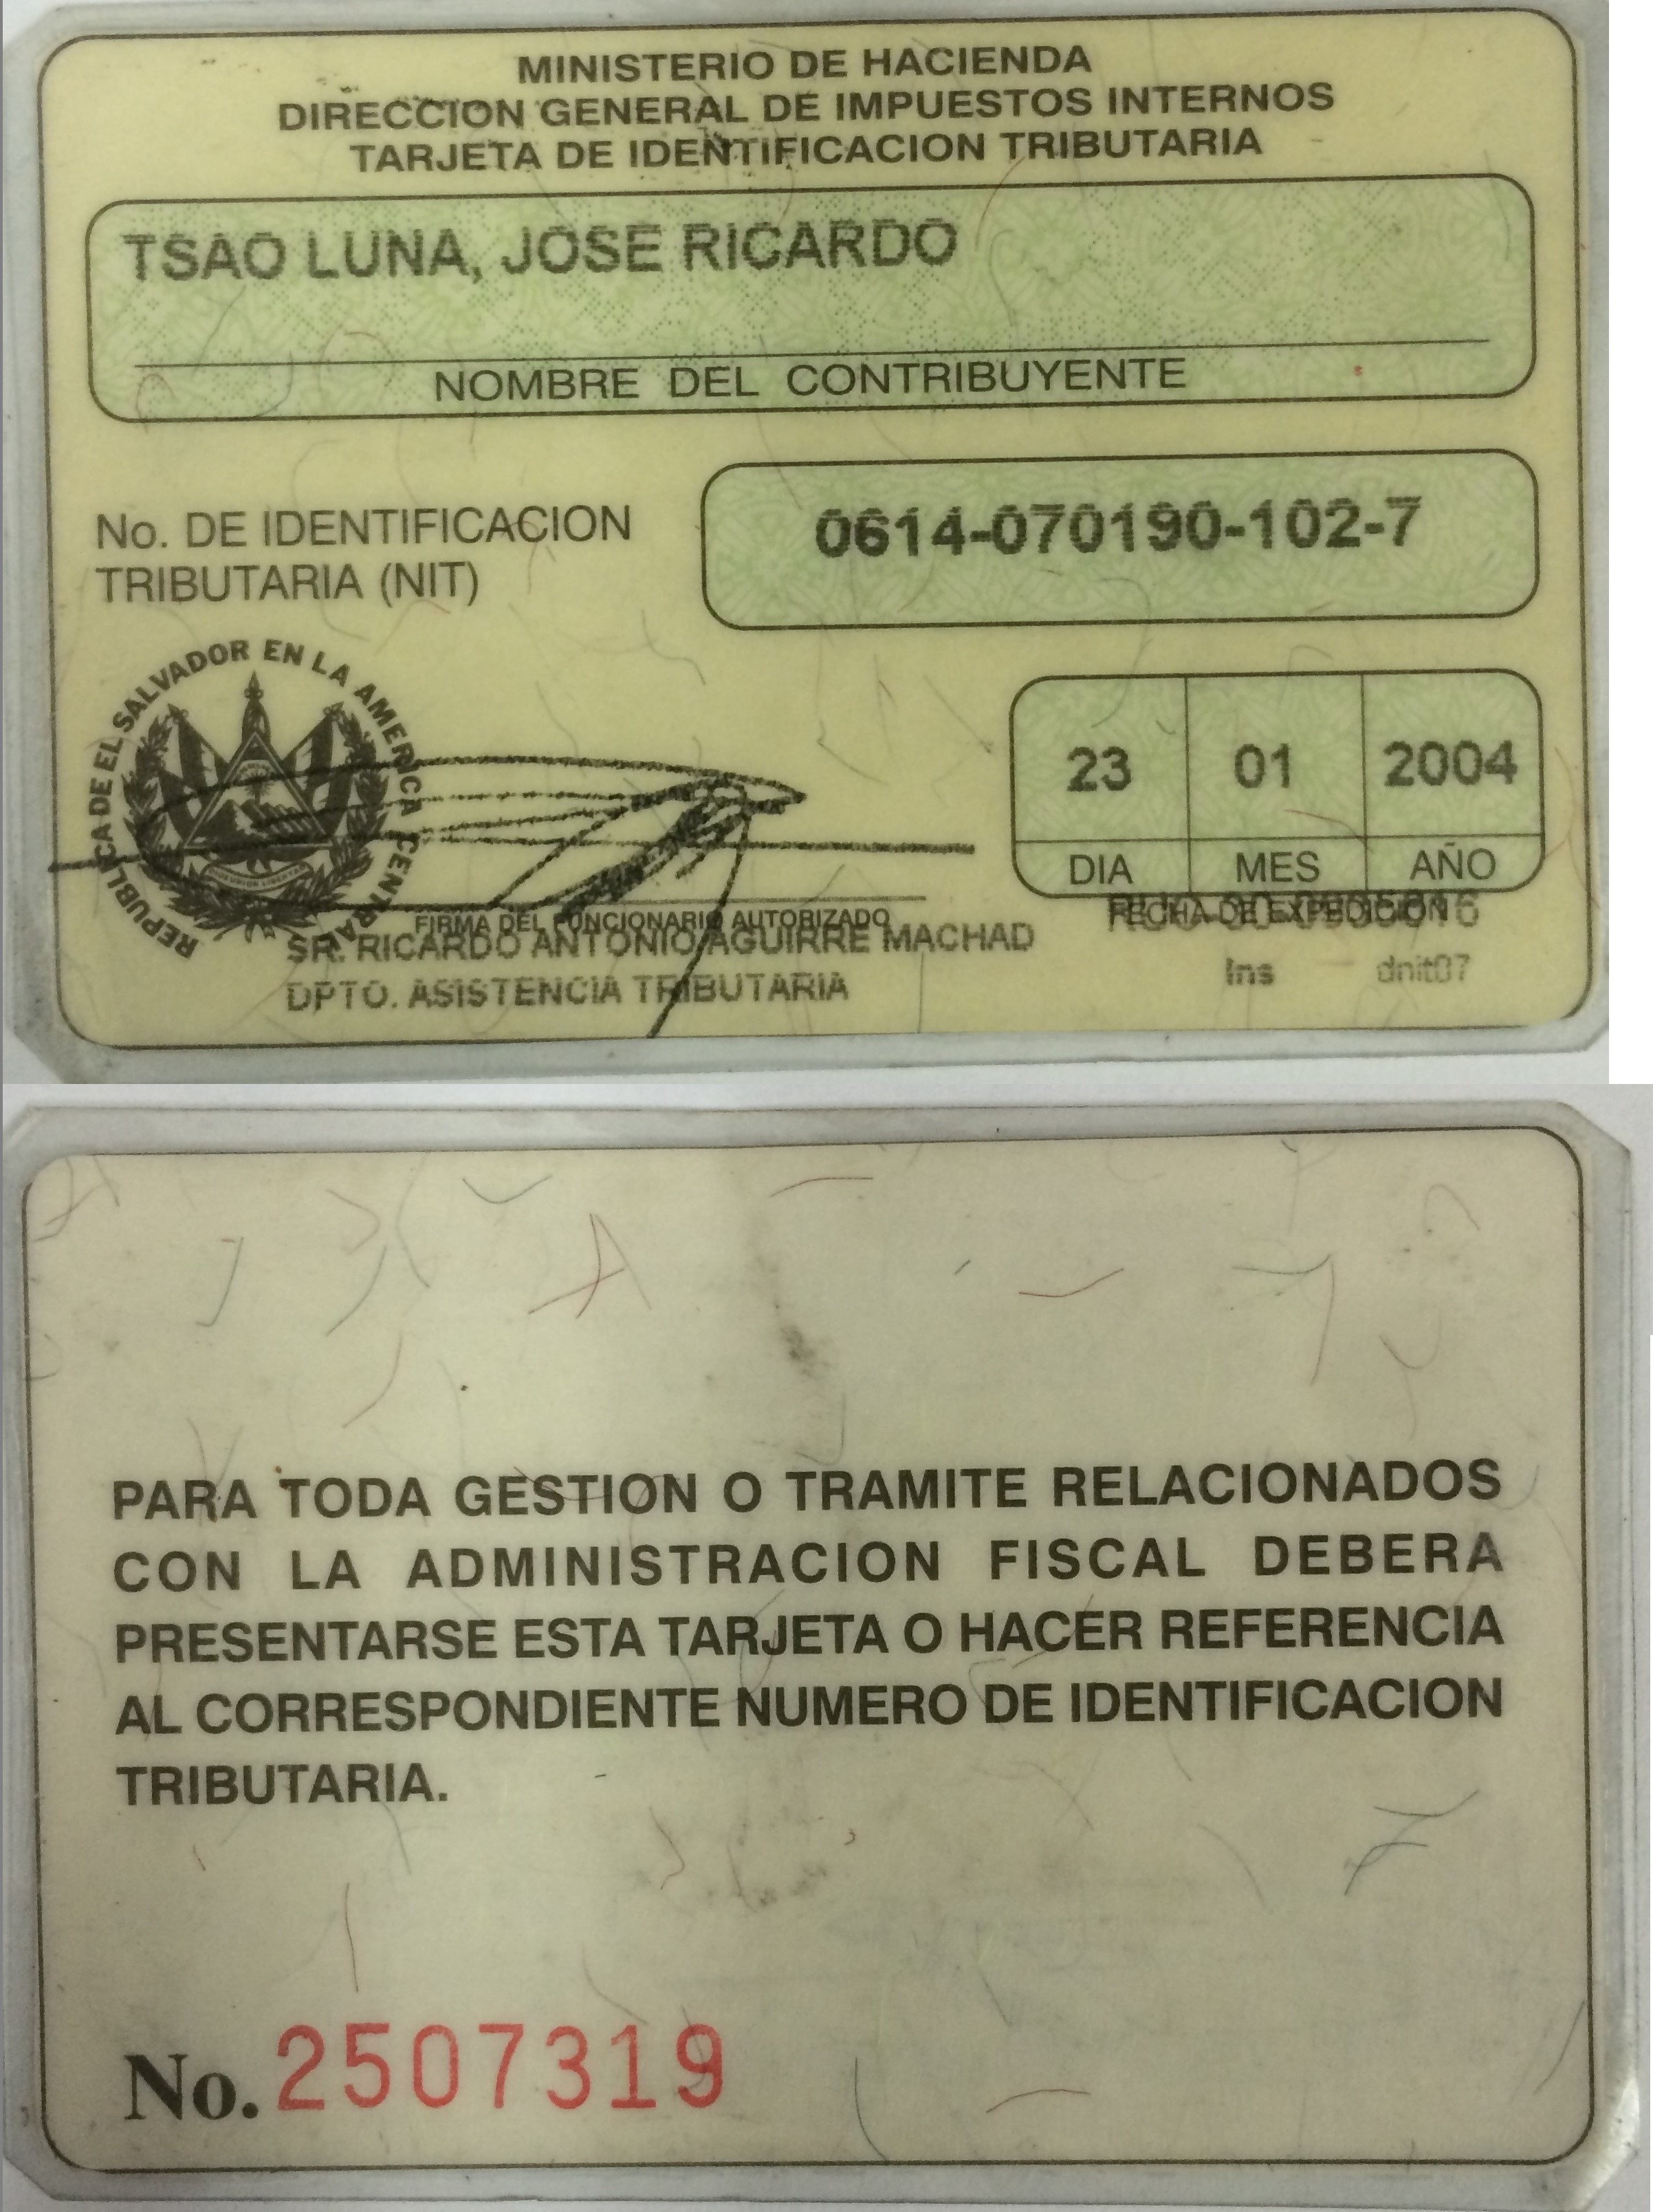 MINISTERIO DE HACIENDA
DIRECCION GENERAL DE IMPUESTOS INTERNOS
TARJETA DE IDENTIFICACION TRIBUTARIA
TSAO LUNA, JOSE RICARDO
NOMBRE DEL CONTRIBUYENTE
No. DE IDENTIFICACION
TRIBUTARIA (NIT)
0614-070190-102-7
REPUBLICA DE EL SALVADOR EN LA AMERICA CENTRAL
23 01 2004
DIA MES AÑO
FECHA DE EXPEDICION
FIRMA DEL FUNCIONARIO AUTORIZADO
SR. RICARDO ANTONIO AGUIRRE MACHAD
Ins dnit07
DPTO. ASISTENCIA TRIBUTARIA
PARA TODA GESTION O TRAMITE RELACIONADOS
CON LA ADMINISTRACION FISCAL DEBERA
PRESENTARSE ESTA TARJETA O HACER REFERENCIA
AL CORRESPONDIENTE NUMERO DE IDENTIFICACION
TRIBUTARIA.
No. 2507319